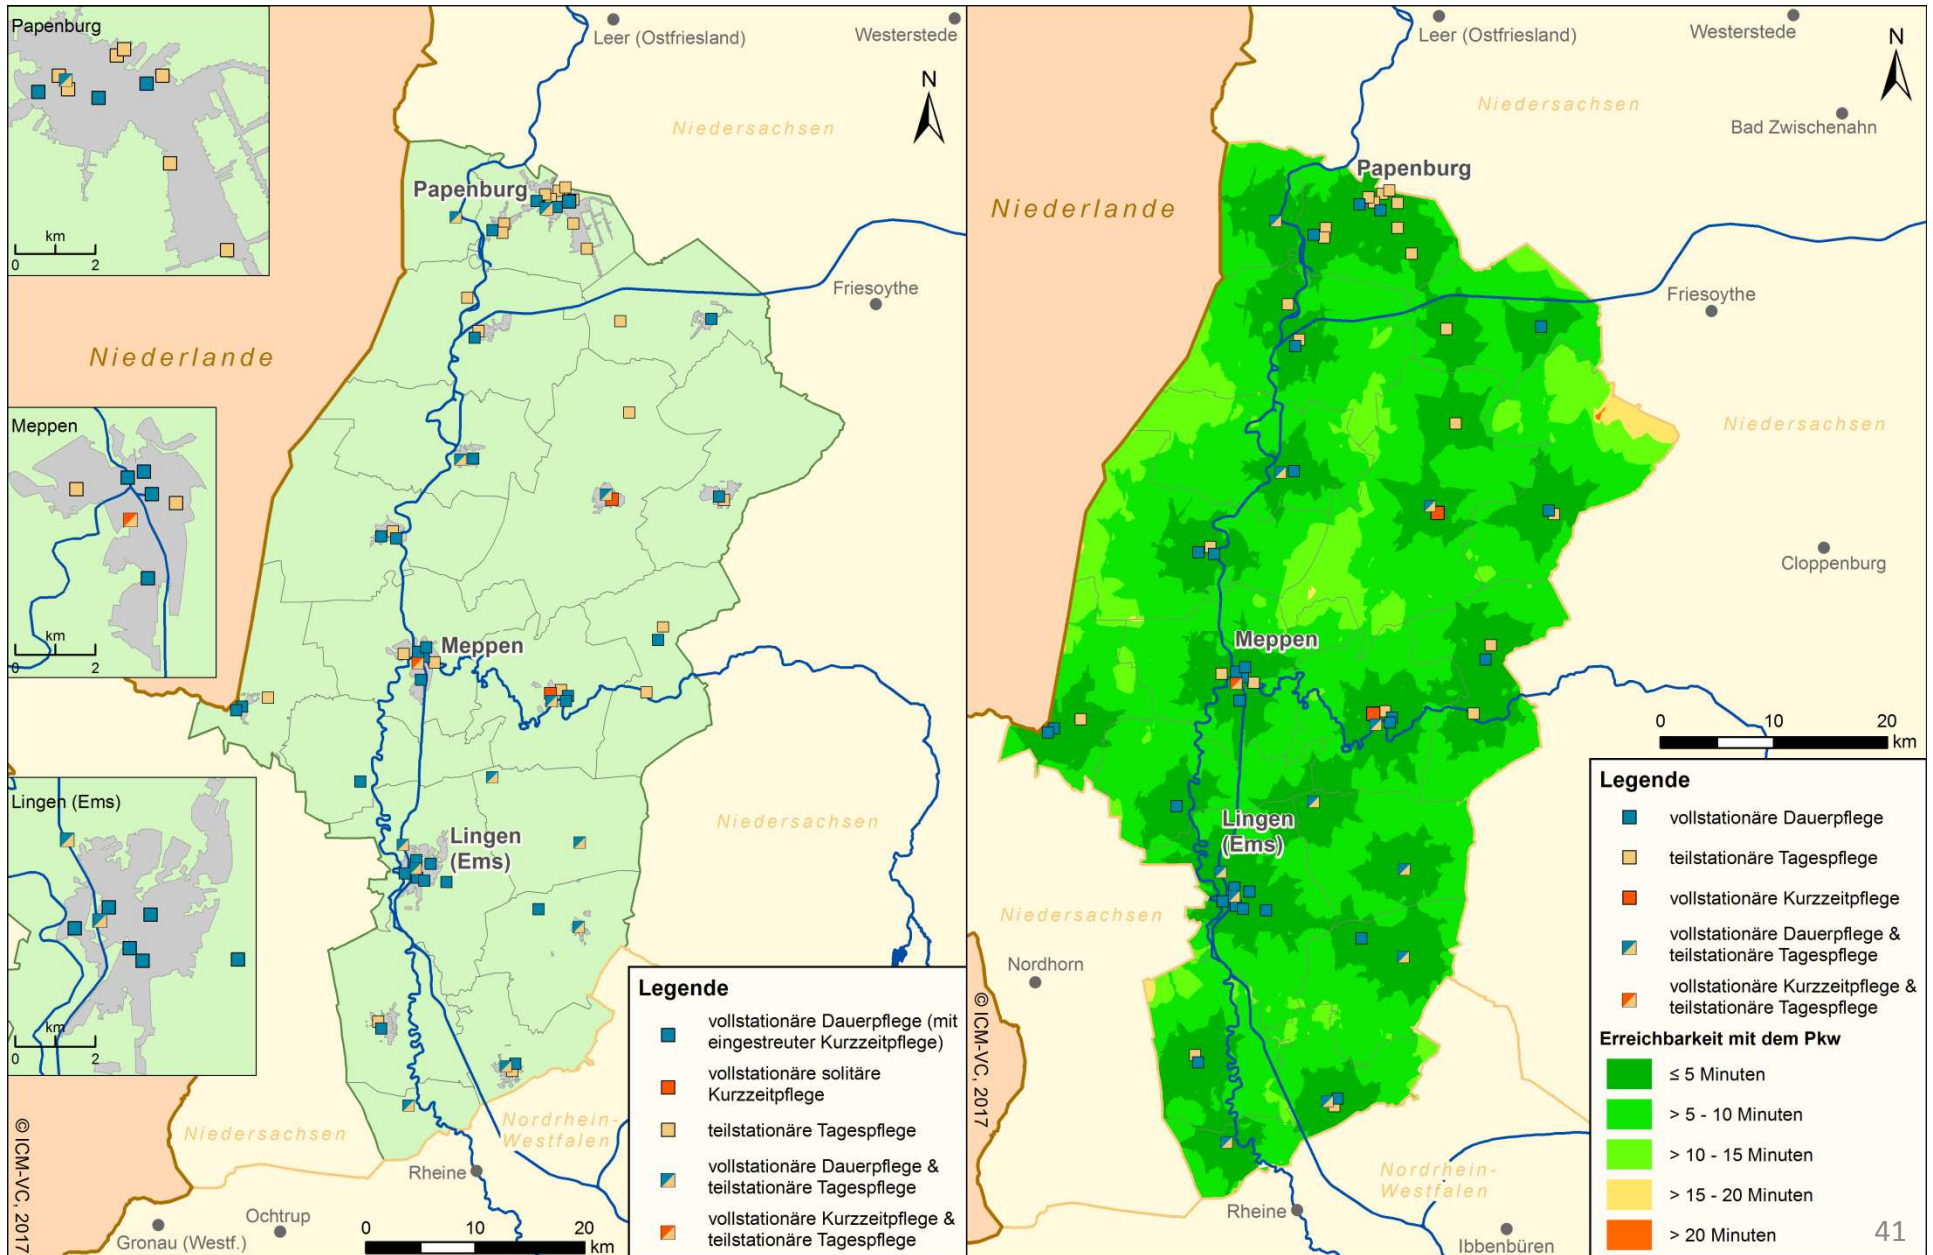 Papenburg
km
0 2
Meppen
km
0 2
Lingen (Ems)
km
0 2
Leer (Ostfriesland)
Westerstede
N
Niedersachsen
Papenburg
Friesoythe
Niederlande
Meppen
Lingen
(Ems)
Niedersachsen
Niedersachsen
Nordrhein-
Westfalen
Rheine
Ochtrup
Gronau (Westf.)
0 10 20
km
© ICM-VC, 2017
Legende
vollstationäre Dauerpflege (mit
eingestreuter Kurzzeitpflege)
vollstationäre solitäre
Kurzzeitpflege
teilstationäre Tagespflege
vollstationäre Dauerpflege &
teilstationäre Tagespflege
vollstationäre Kurzzeitpflege &
teilstationäre Tagespflege
Leer (Ostfriesland)
Westerstede
N
Niedersachsen
Bad Zwischenahn
Papenburg
Niederlande
Friesoythe
Niedersachsen
Cloppenburg
Meppen
0 10 20
km
Lingen
(Ems)
Niedersachsen
Nordhorn
© ICM-VC, 2017
Nordrhein-
Westfalen
Rheine
Ibbenbüren
Legende
vollstationäre Dauerpflege
teilstationäre Tagespflege
vollstationäre Kurzzeitpflege
vollstationäre Dauerpflege &
teilstationäre Tagespflege
vollstationäre Kurzzeitpflege &
teilstationäre Tagespflege
Erreichbarkeit mit dem Pkw
≤ 5 Minuten
> 5 - 10 Minuten
> 10 - 15 Minuten
> 15 - 20 Minuten
> 20 Minuten
41